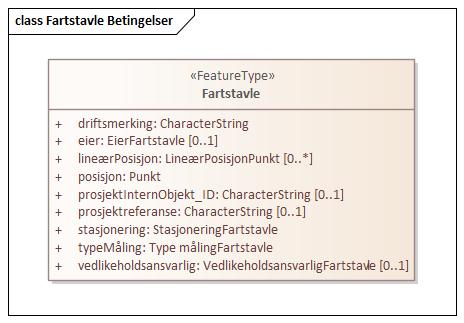 class Fartstavle Betingelser
«FeatureType»
Fartstavle
+ driftsmerking: CharacterString
+ eier: EierFartstavle [0..1]
+ lineærPosisjon: LineærPosisjonPunkt [0..*]
+ posisjon: Punkt
+ prosjektInternObjekt_ID: CharacterString [0..1]
+ prosjektreferanse: CharacterString [0..1]
+ stasjonering: StasjoneringFartstavle
+ typeMåling: Type målingFartstavle
+ vedlikeholdsansvarlig: VedlikeholdsansvarligFartstavle [0..1]